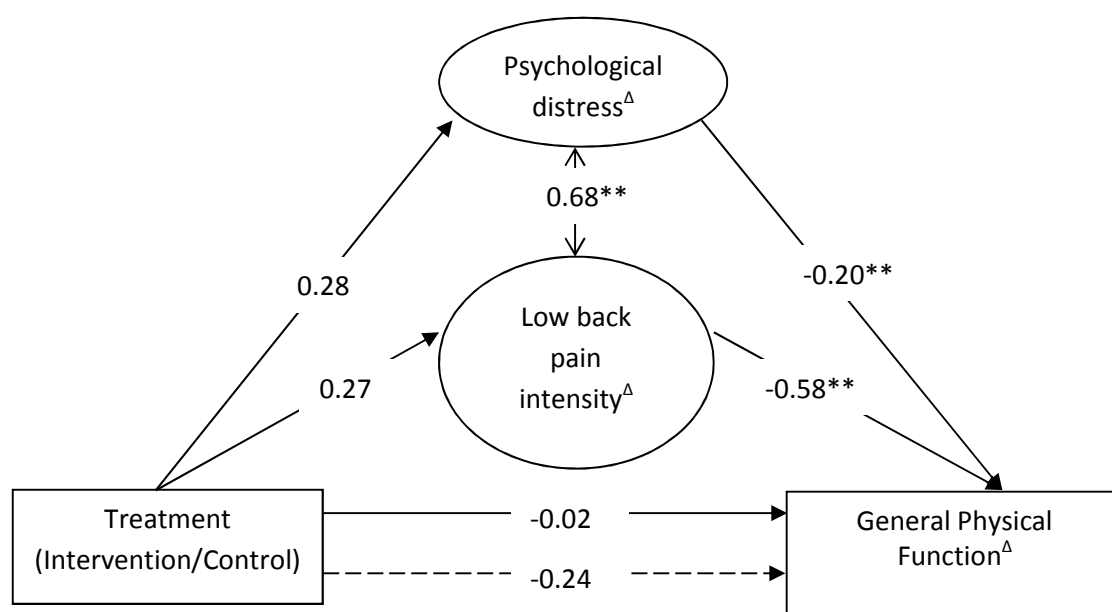 Psychological
distress^Δ
0.68**
0.28
-0.20**
Low back
pain
intensity^Δ
0.27
-0.58**
Treatment
(Intervention/Control)
-0.02
-0.24
General Physical
Function^Δ